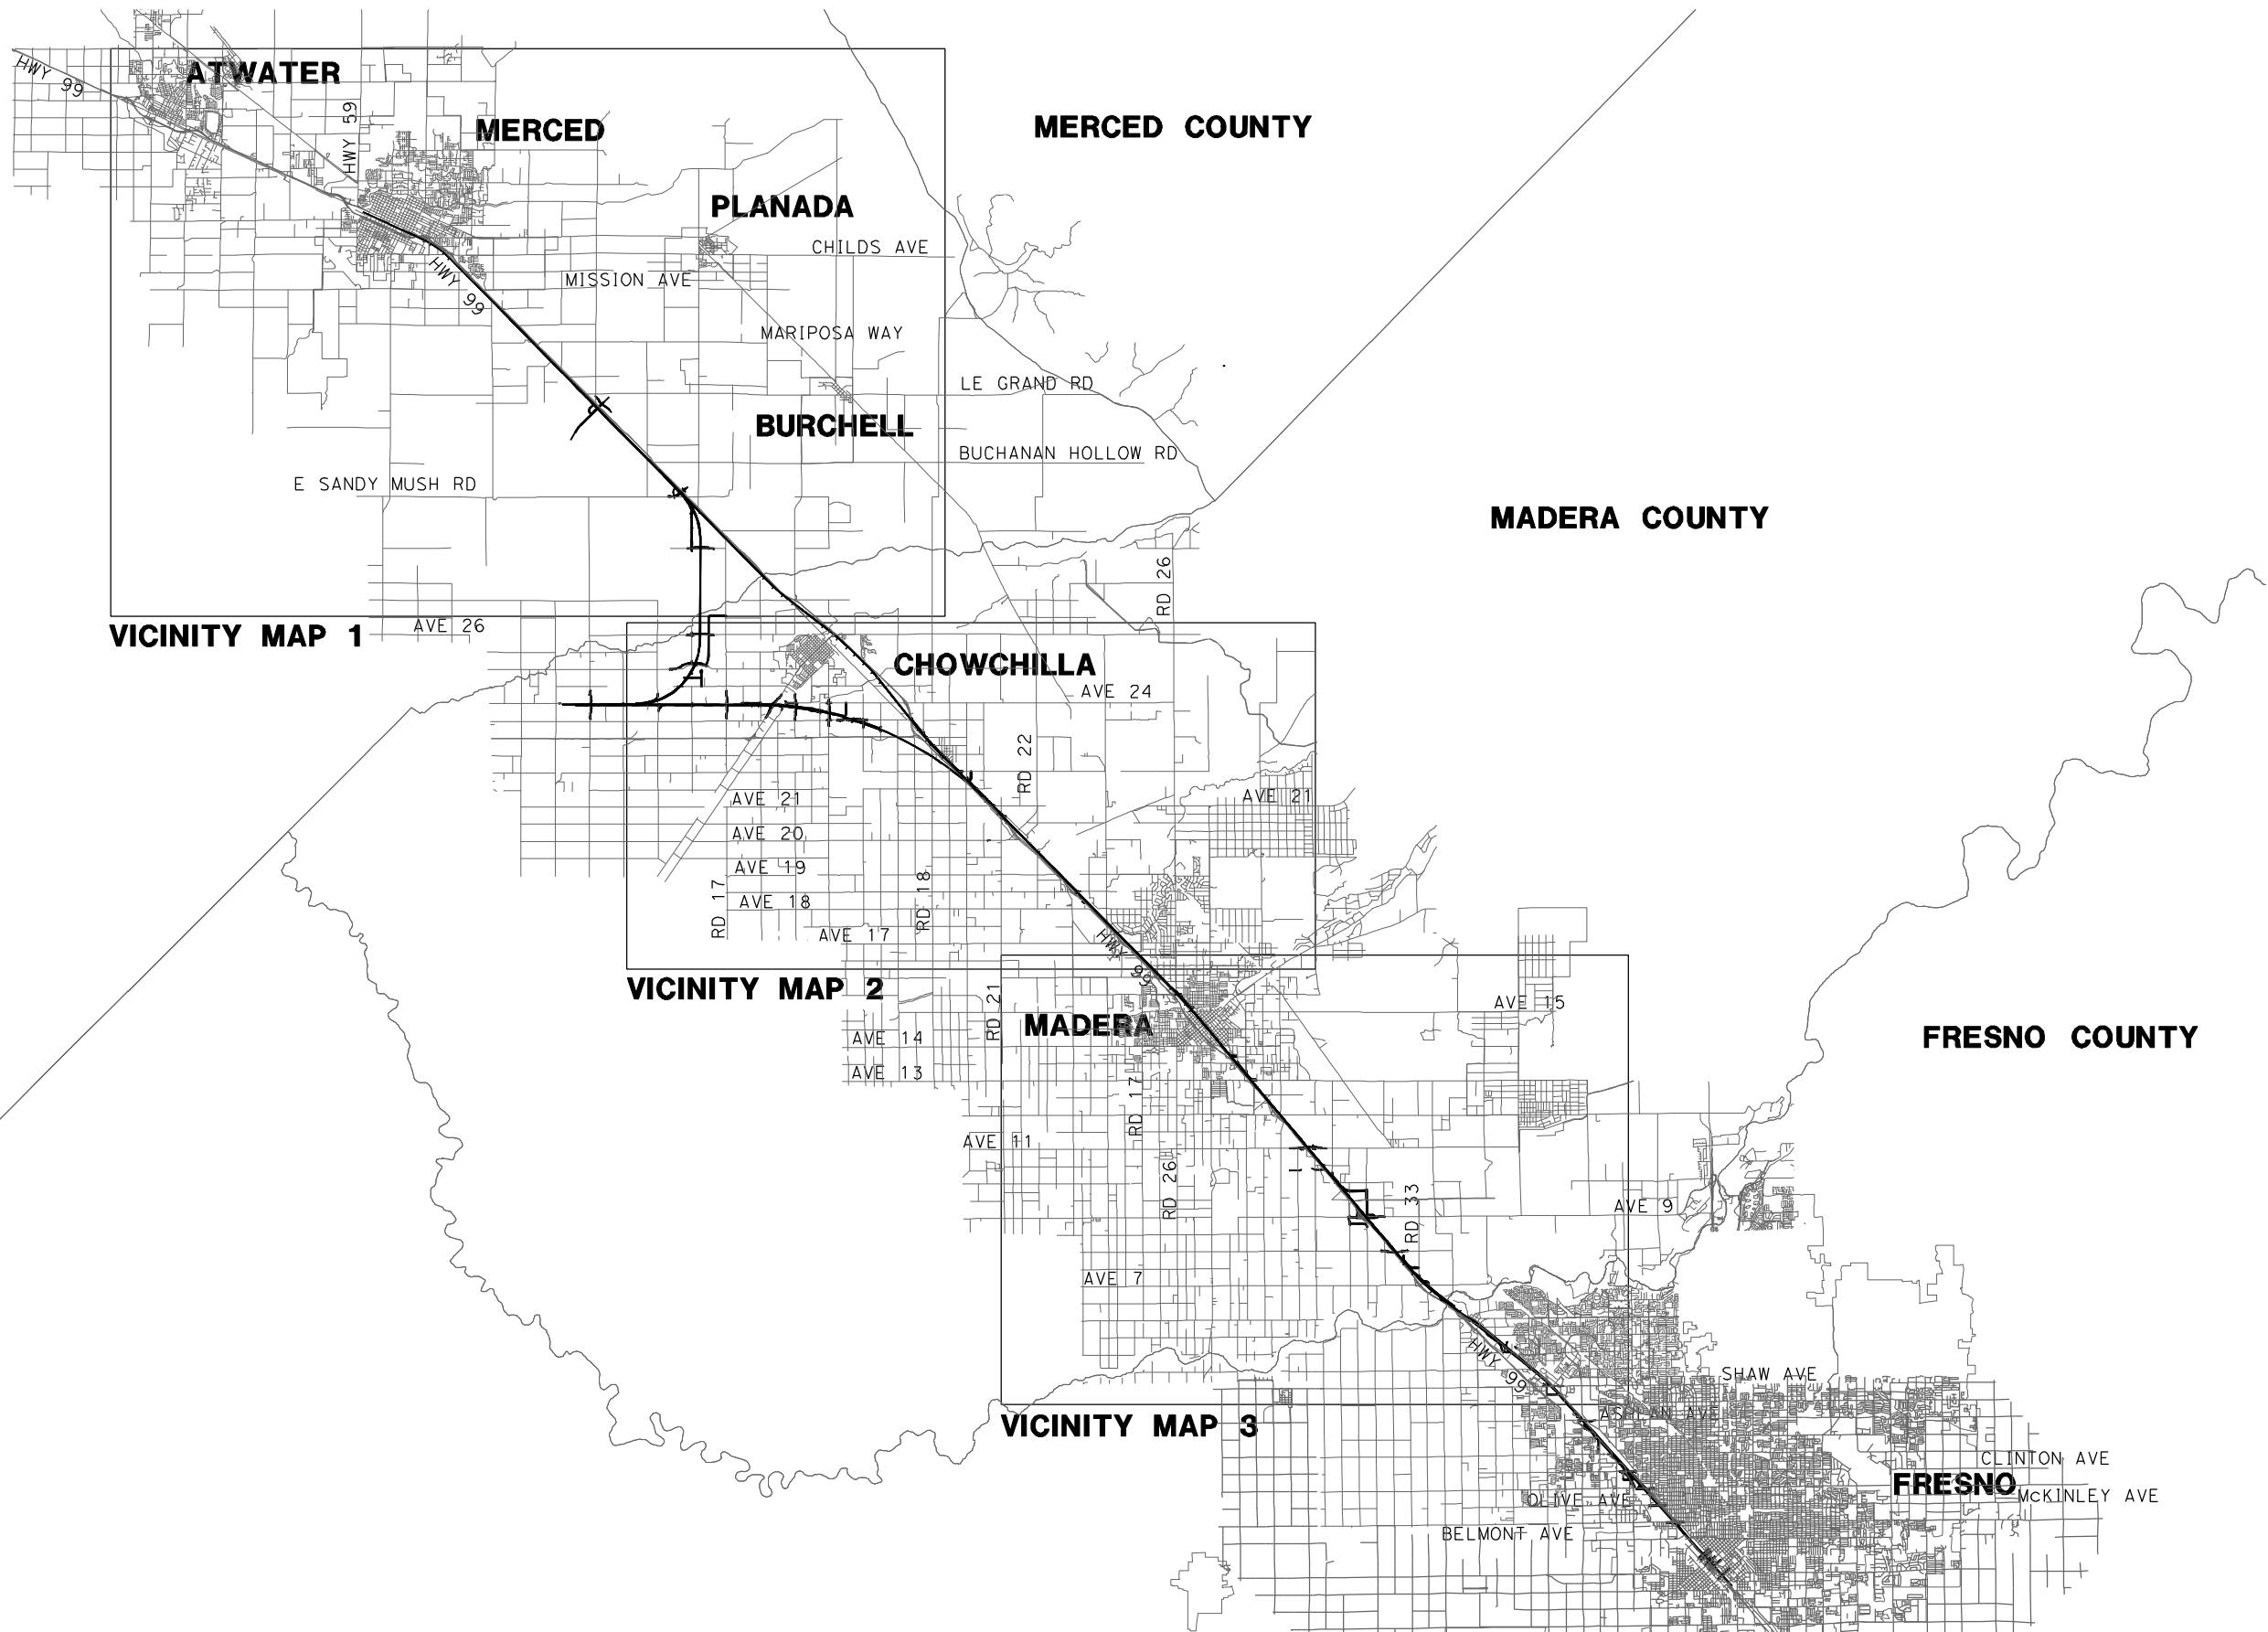 HWY 99
ATWATER
HWY 59
MERCED
MERCED COUNTY
PLANADA
CHILDS AVE
HWY 99
MISSION AVE
MARIPOSA WAY
LE GRAND RD
BURCHELL
BUCHANAN HOLLOW RD
E SANDY MUSH RD
MADERA COUNTY
RD 26
AVE 26
VICINITY MAP 1
CHOWCHILLA
AVE 24
RD 22
AVE 21
AVE 21
AVE 20
AVE 19
RD 17
AVE 18
RD 18
AVE 17
HWY 99
VICINITY MAP 2
RD 21
AVE 15
MADERA
AVE 14
FRESNO COUNTY
AVE 13
RD 17
AVE 11
RD 26
RD 33
AVE 9
AVE 7
HWY 99
SHAW AVE
VICINITY MAP 3
ASHLAN AVE
CLINTON AVE
FRESNO
McKINLEY AVE
OLIVE AVE
BELMONT AVE